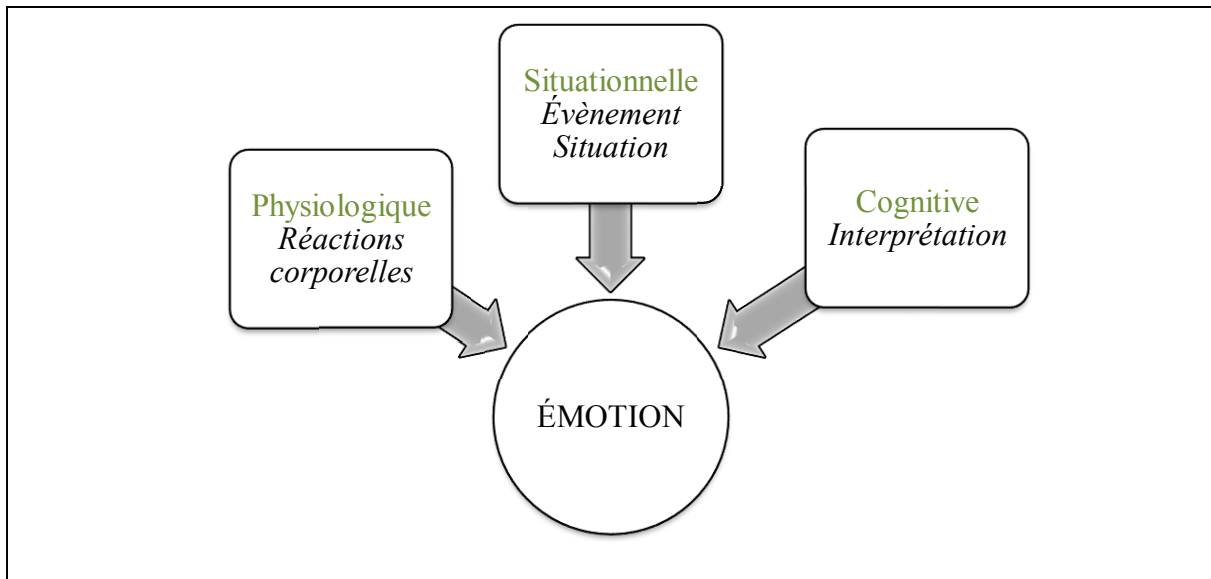 Situationnelle
Évènement
Situation
Physiologique
Réactions
corporelles
Cognitive
Interprétation
ÉMOTION